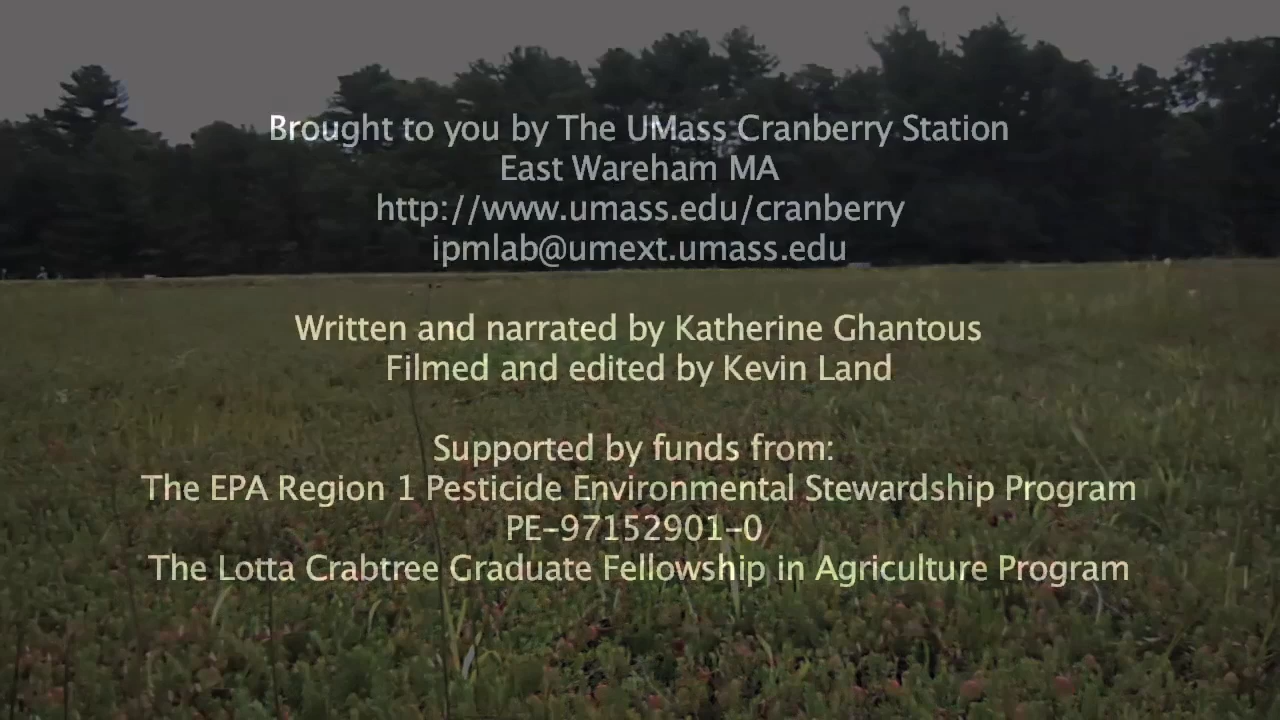 Brought to you by The UMass Cranberry Station
East Wareham MA
http://www.umass.edu/cranberry
ipmlab@umext.umass.edu
Written and narrated by Katherine Ghantous
Filmed and edited by Kevin Land
Supported by funds from:
The EPA Region 1 Pesticide Environmental Stewardship Program
PE-97152901-0
The Lotta Crabtree Graduate Fellowship in Agriculture Program